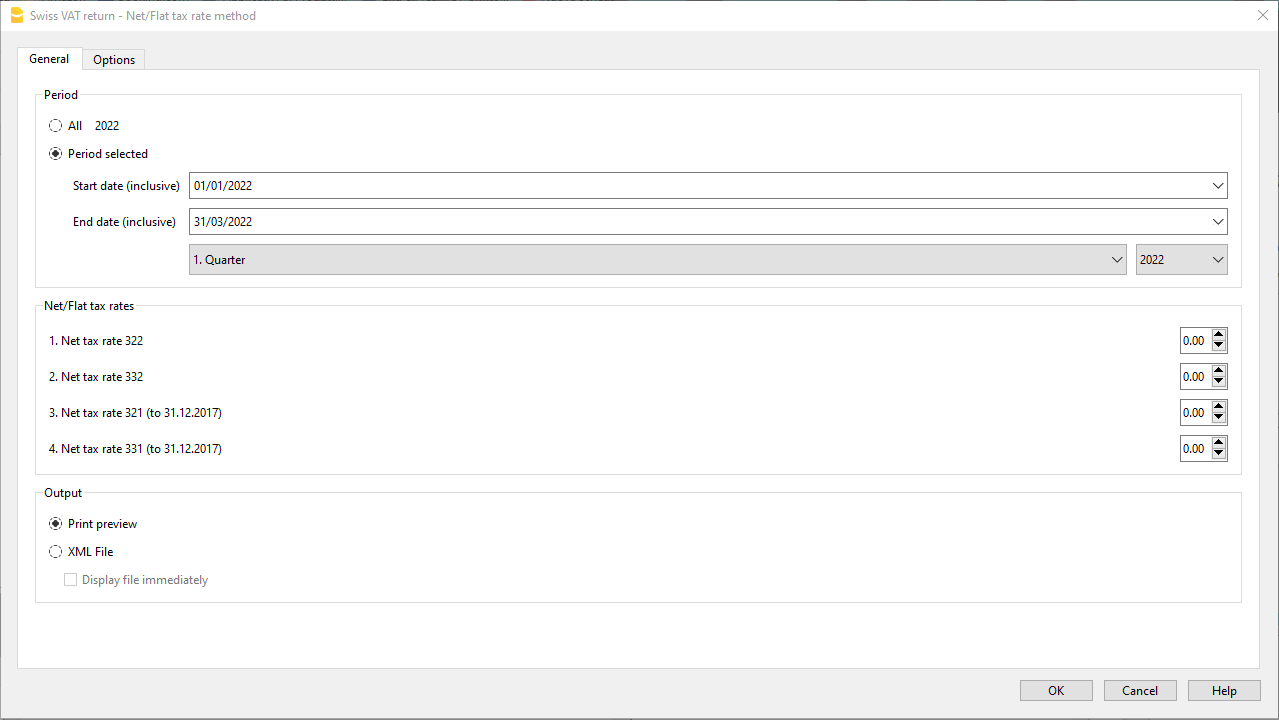 Swiss VAT return - Net/Flat tax rate method
General Options
Period
All 2022
Period selected
Start date (inclusive) 01/01/2022
End date (inclusive) 31/03/2022
1. Quarter 2022
Net/Flat tax rates
1. Net tax rate 322 0.00
2. Net tax rate 332 0.00
3. Net tax rate 321 (to 31.12.2017) 0.00
4. Net tax rate 331 (to 31.12.2017) 0.00
Output
Print preview
XML File
Display file immediately
OK Cancel Help